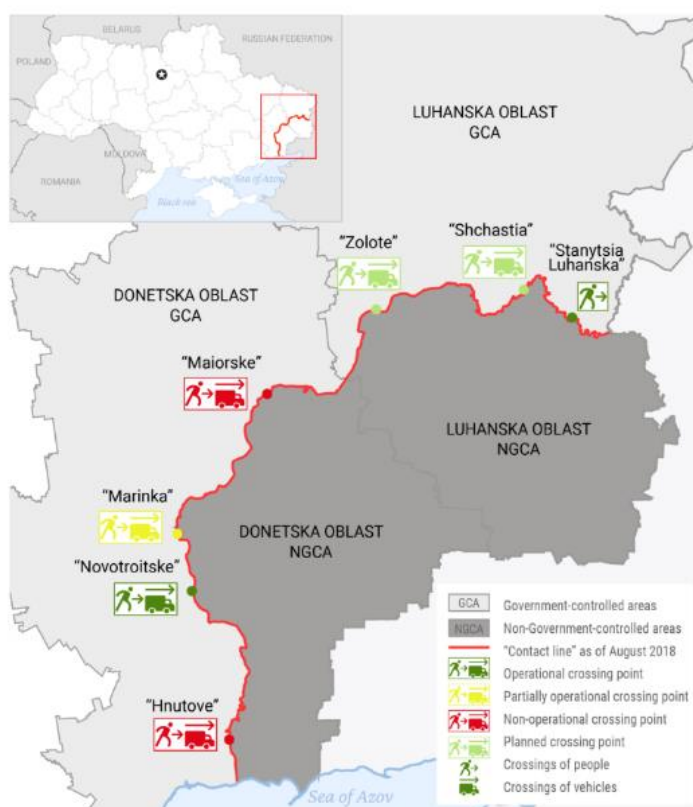 BELARUS
RUSSIAN FEDERATION
POLAND
MOLDOVA
ROMANIA
Sea of Azov
Black sea
LUHANSKA OBLAST
GCA
"Zolote"
"Shchastia"
"Stanytsia
Luhanska"
DONETSKA OBLAST
GCA
"Maiorske"
LUHANSKA OBLAST
NGCA
"Marinka"
DONETSKA OBLAST
NGCA
"Novotroitske"
"Hnutove"
GCA Government-controlled areas
NGCA Non-Government-controlled areas
"Contact line" as of August 2018
Operational crossing point
Partially operational crossing point
Non-operational crossing point
Planned crossing point
Crossings of people
Crossings of vehicles
Sea of Azov